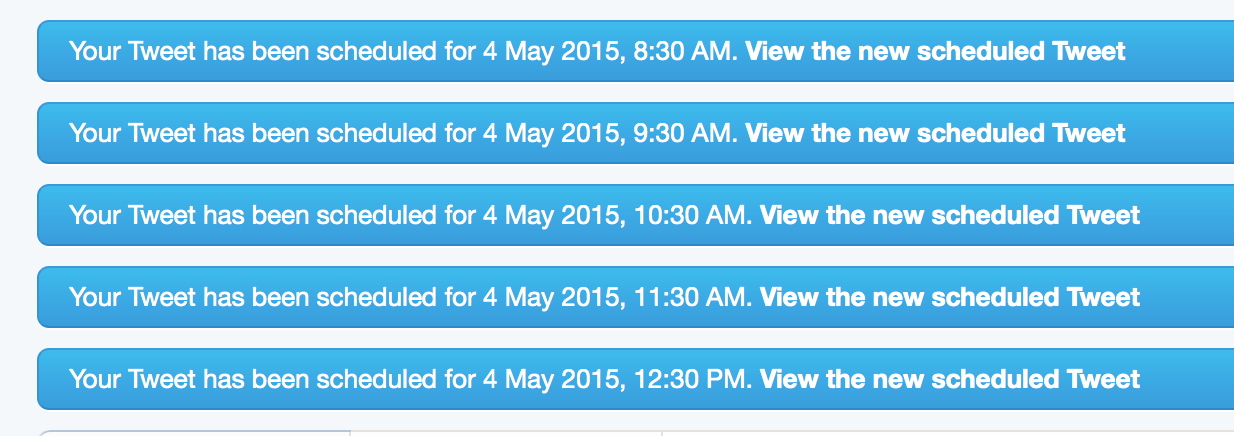 Your Tweet has been scheduled for 4 May 2015, 8:30 AM. View the new scheduled Tweet
Your Tweet has been scheduled for 4 May 2015, 9:30 AM. View the new scheduled Tweet
Your Tweet has been scheduled for 4 May 2015, 10:30 AM. View the new scheduled Tweet
Your Tweet has been scheduled for 4 May 2015, 11:30 AM. View the new scheduled Tweet
Your Tweet has been scheduled for 4 May 2015, 12:30 PM. View the new scheduled Tweet